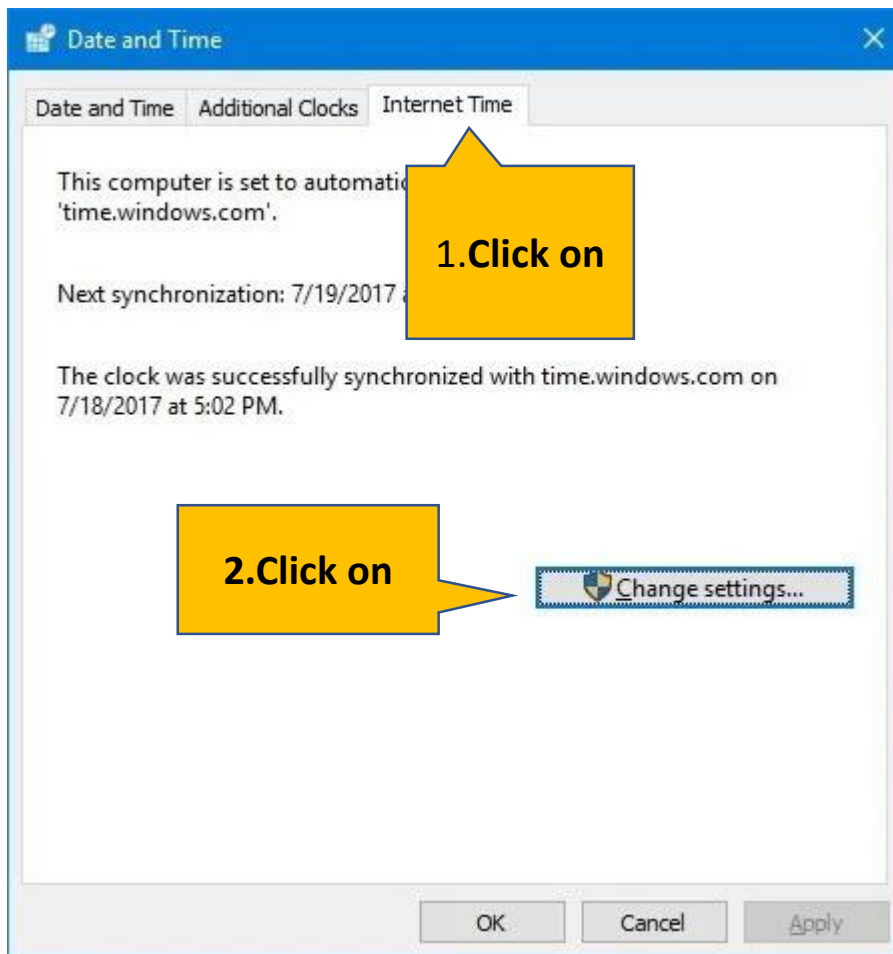 Date and Time
Date and Time Additional Clocks Internet Time
This computer is set to
'time.windows.com'.
1.Click on
Next synchronization: 7/19/2017
The clock was successfully synchronized with time.windows.com on
7/18/2017 at 5:02 PM.
2.Click on
Change settings...
OK Cancel Apply